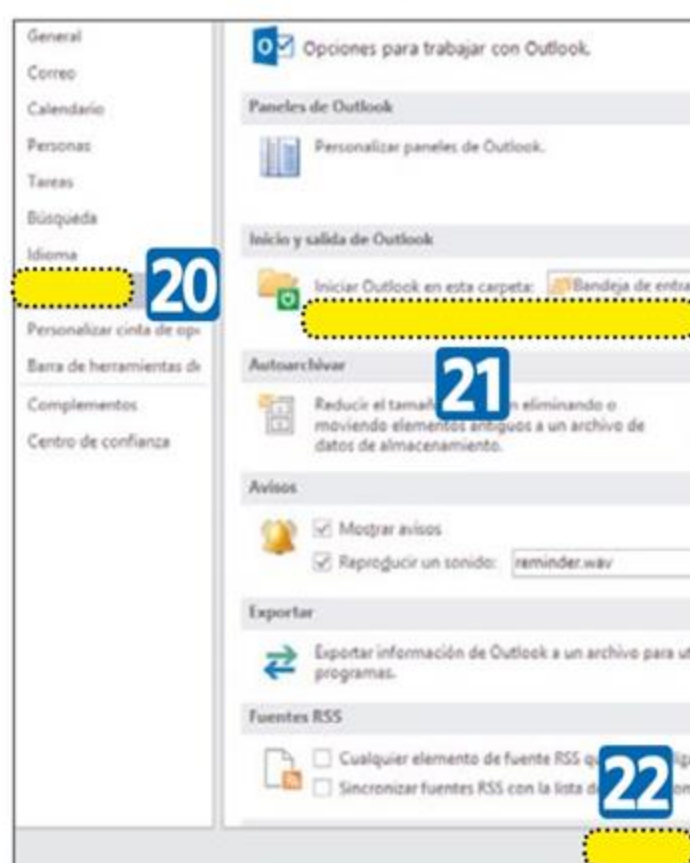 General
Correo
Calendario
Personas
Tareas
Búsqueda
Idioma
20
Personalizar cinta de opc
Barra de herramientas de
Complementos
Centro de confianza
Opciones para trabajar con Outlook.
Paneles de Outlook
Personalizar paneles de Outlook.
Inicio y salida de Outlook
Iniciar Outlook en esta carpeta: Bandeja de entra
21
Autoarchivar
Reducir el tamañ n eliminando o
moviendo elementos antiguos a un archivo de
datos de almacenamiento.
Avisos
Mostrar avisos
Reproducir un sonido: reminder.wav
Exportar
Exportar información de Outlook a un archivo para ut
programas.
Fuentes RSS
Cualquier elemento de fuente RSS q
Sincronizar fuentes RSS con la lista d
22